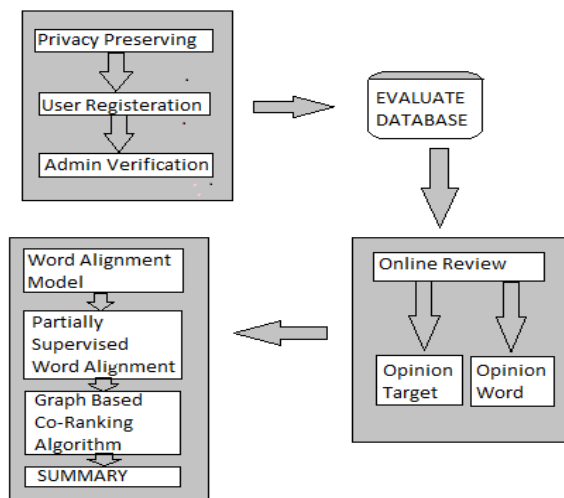 Privacy Preserving
User Registeration
Admin Verification
EVALUATE
DATABASE
Online Review
Opinion
Target
Opinion
Word
Word Alignment
Model
Partially
Supervised
Word Alignment
Graph Based
Co-Ranking
Algorithm
SUMMARY